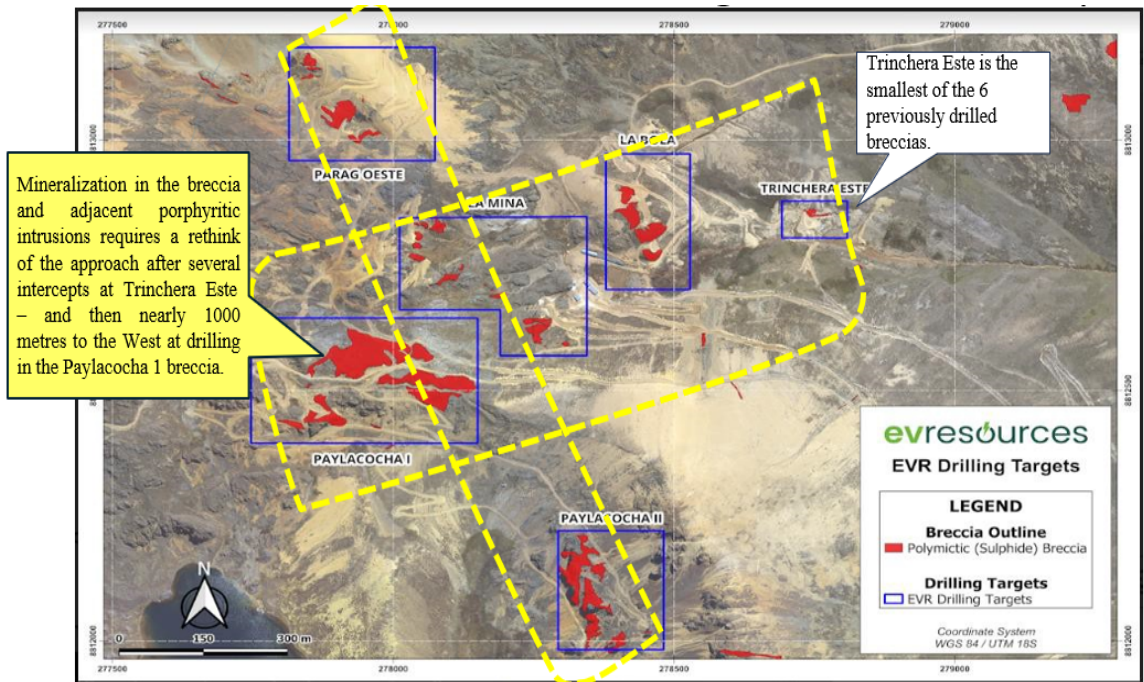 277500
278000
278500
279000
Trinchera Este is the
smallest of the 6
previously drilled
breccias.
8813000
8813000
LA BOLA
PARAG OESTE
TRINCHERA ESTE
LA MINA
Mineralization in the breccia
and adjacent porphyritic
intrusions requires a rethink
of the approach after several
intercepts at Trinchera Este
– and then nearly 1000
metres to the West at drilling
in the Paylacocha 1 breccia.
8812500
PAYLACOCHA I
PAYLACOCHA II
evresources
EVR Drilling Targets
LEGEND
Breccia Outline
Polymictic (Sulphide) Breccia
Drilling Targets
EVR Drilling Targets
Coordinate System
WGS 84 / UTM 18S
N
0 150 300 m
8812000
8812000
277500
278000
278500
279000